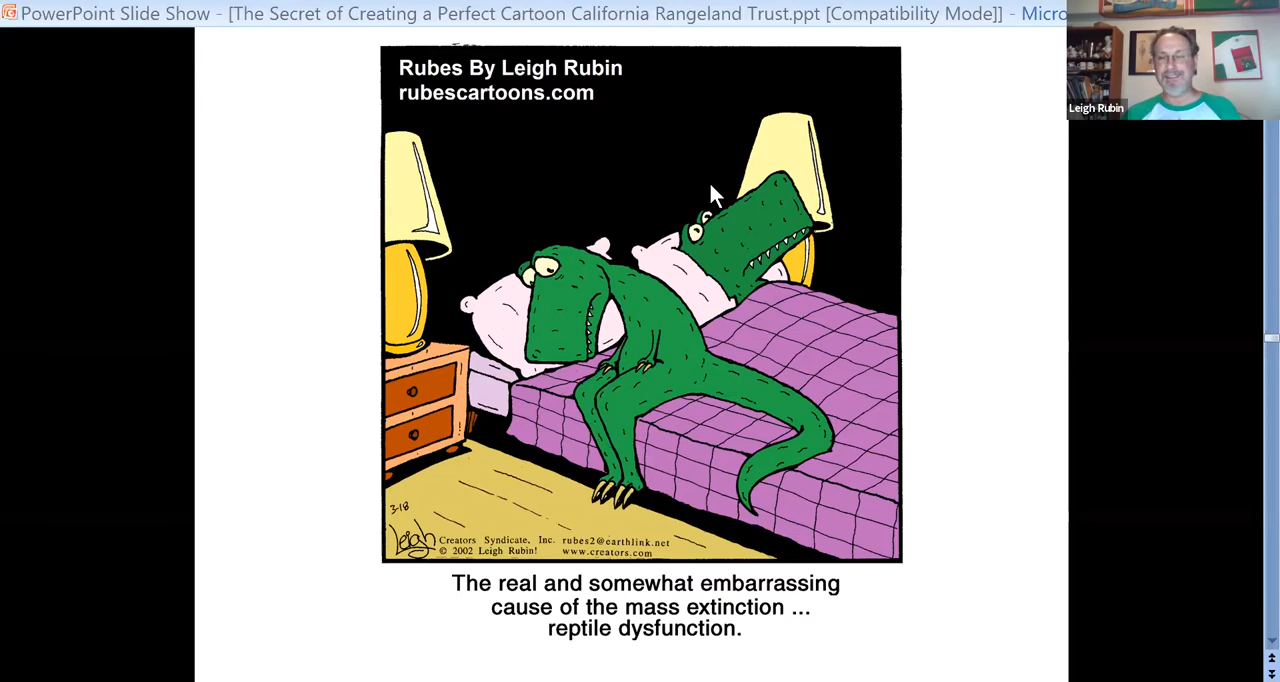 PowerPoint Slide Show - [The Secret of Creating a Perfect Cartoon California Rangeland Trust.ppt [Compatibility Mode]] - Micro
Leigh Rubin
Rubes By Leigh Rubin
rubescartoons.com
3-18
Leigh
Creators Syndicate, Inc. rubes2@earthlink.net
© 2002 Leigh Rubin! www.creators.com
The real and somewhat embarrassing
cause of the mass extinction ...
reptile dysfunction.